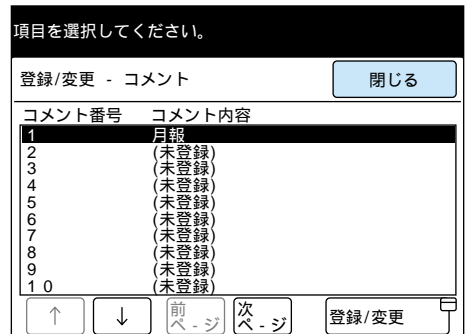 項目を選択してください。
登録/変更 - コメント
閉じる
コメント番号 コメント内容
1 月報
2 (未登録)
3 (未登録)
4 (未登録)
5 (未登録)
6 (未登録)
7 (未登録)
8 (未登録)
9 (未登録)
1 0 (未登録)
↑ ↓ 前ペ - ジ 次ペ - ジ 登録/変更